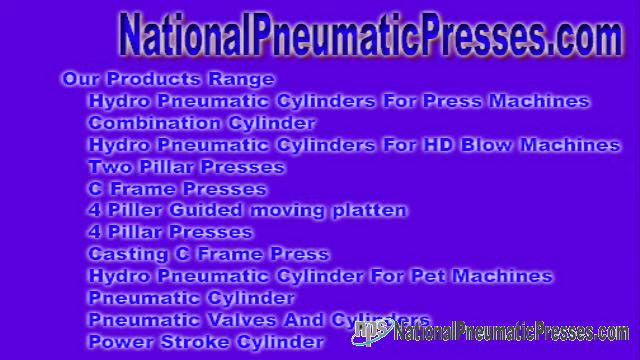 NationalPneumaticPresses.com
Our Products Range
Hydro Pneumatic Cylinders For Press Machines
Combination Cylinder
Hydro Pneumatic Cylinders For HD Blow Machines
Two Pillar Presses
C Frame Presses
4 Piller Guided moving platten
4 Pillar Presses
Casting C Frame Press
Hydro Pneumatic Cylinder For Pet Machines
Pneumatic Cylinder
Pneumatic Valves And Cylinders
NationalPneumaticPresses.com
Power Stroke Cylinder